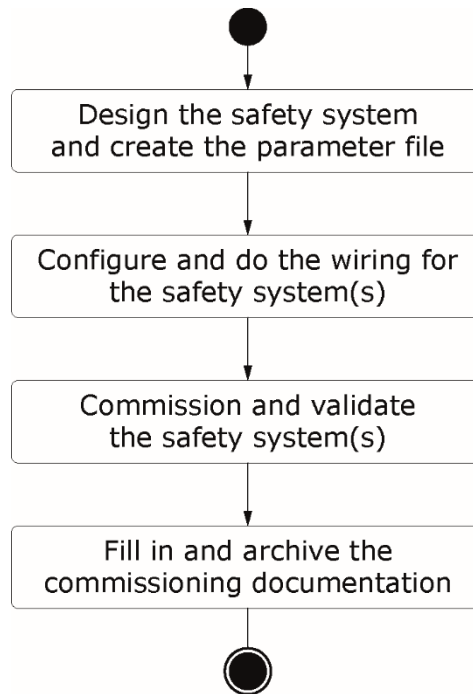 Design the safety system
and create the parameter file
Configure and do the wiring for
the safety system(s)
Commission and validate
the safety system(s)
Fill in and archive the
commissioning documentation